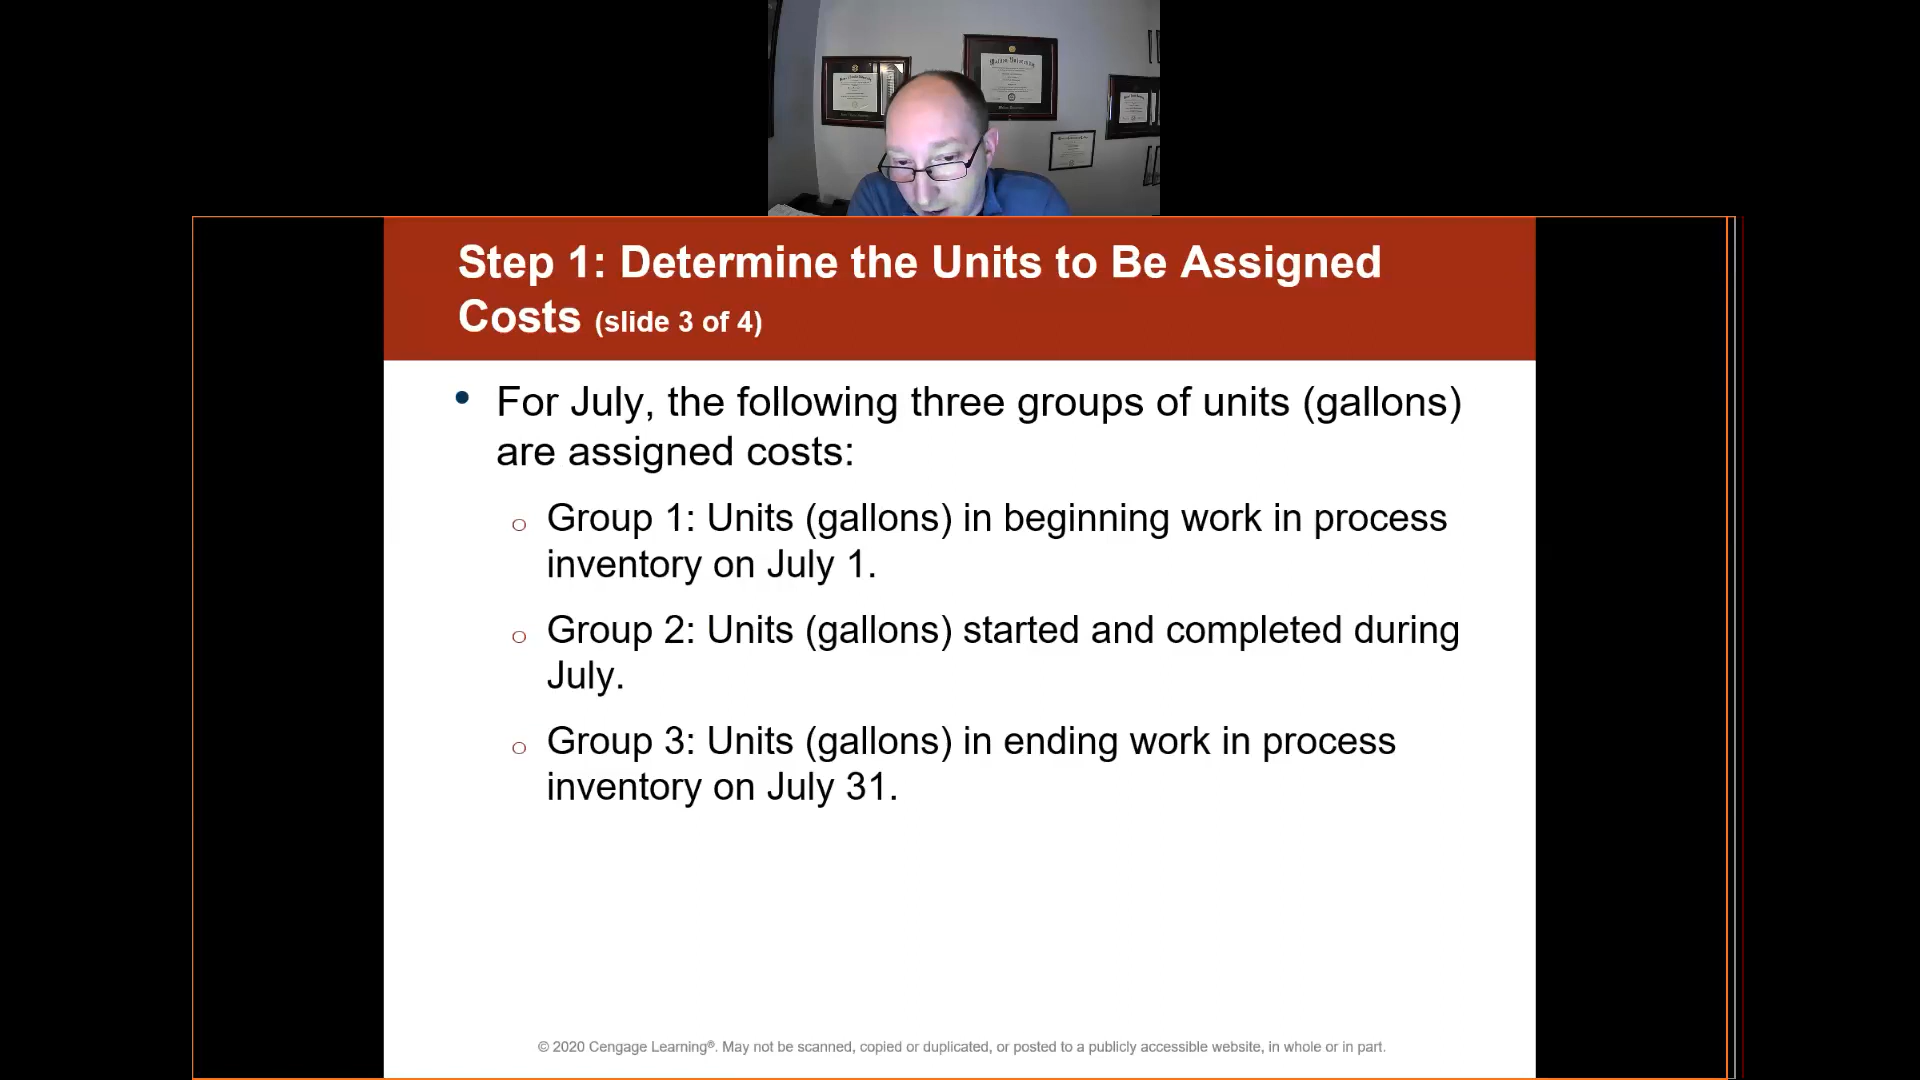 Step 1: Determine the Units to Be Assigned
Costs (slide 3 of 4)
• For July, the following three groups of units (gallons)
are assigned costs:
o Group 1: Units (gallons) in beginning work in process
inventory on July 1.
o Group 2: Units (gallons) started and completed during
July.
o Group 3: Units (gallons) in ending work in process
inventory on July 31.
© 2020 Cengage Learning®. May not be scanned, copied or duplicated, or posted to a publicly accessible website, in whole or in part.